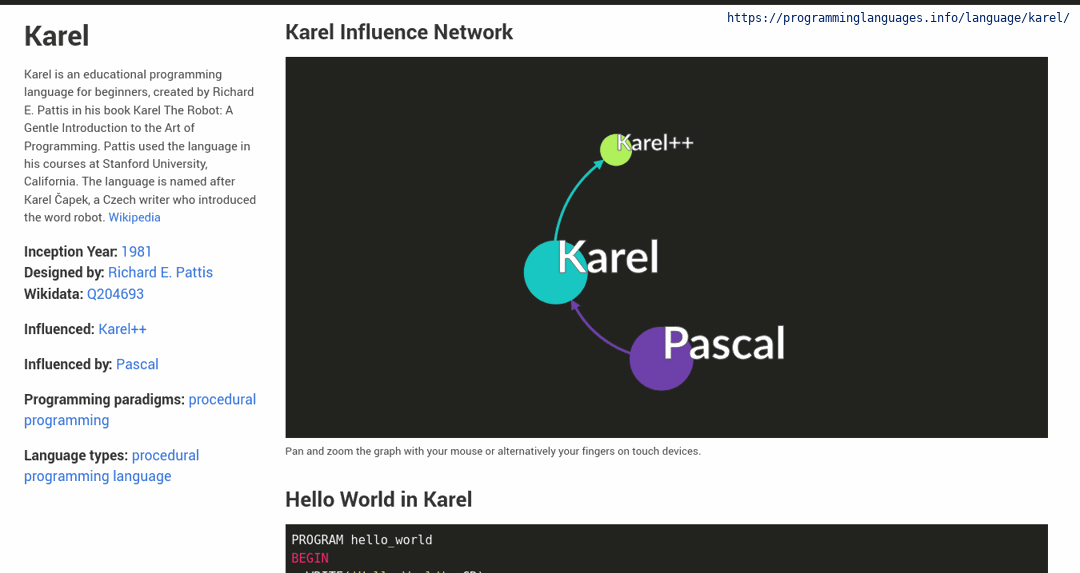 https://programminglanguages.info/language/karel/
Karel
Karel is an educational programming
language for beginners, created by Richard
E. Pattis in his book Karel The Robot: A
Gentle Introduction to the Art of
Programming. Pattis used the language in
his courses at Stanford University,
California. The language is named after
Karel Čapek, a Czech writer who introduced
the word robot. Wikipedia
Inception Year: 1981
Designed by: Richard E. Pattis
Wikidata: Q204693
Influenced: Karel++
Influenced by: Pascal
Programming paradigms: procedural
programming
Language types: procedural
programming language
Karel Influence Network
Karel++
Karel
Pascal
Pan and zoom the graph with your mouse or alternatively your fingers on touch devices.
Hello World in Karel
PROGRAM hello_world
BEGIN